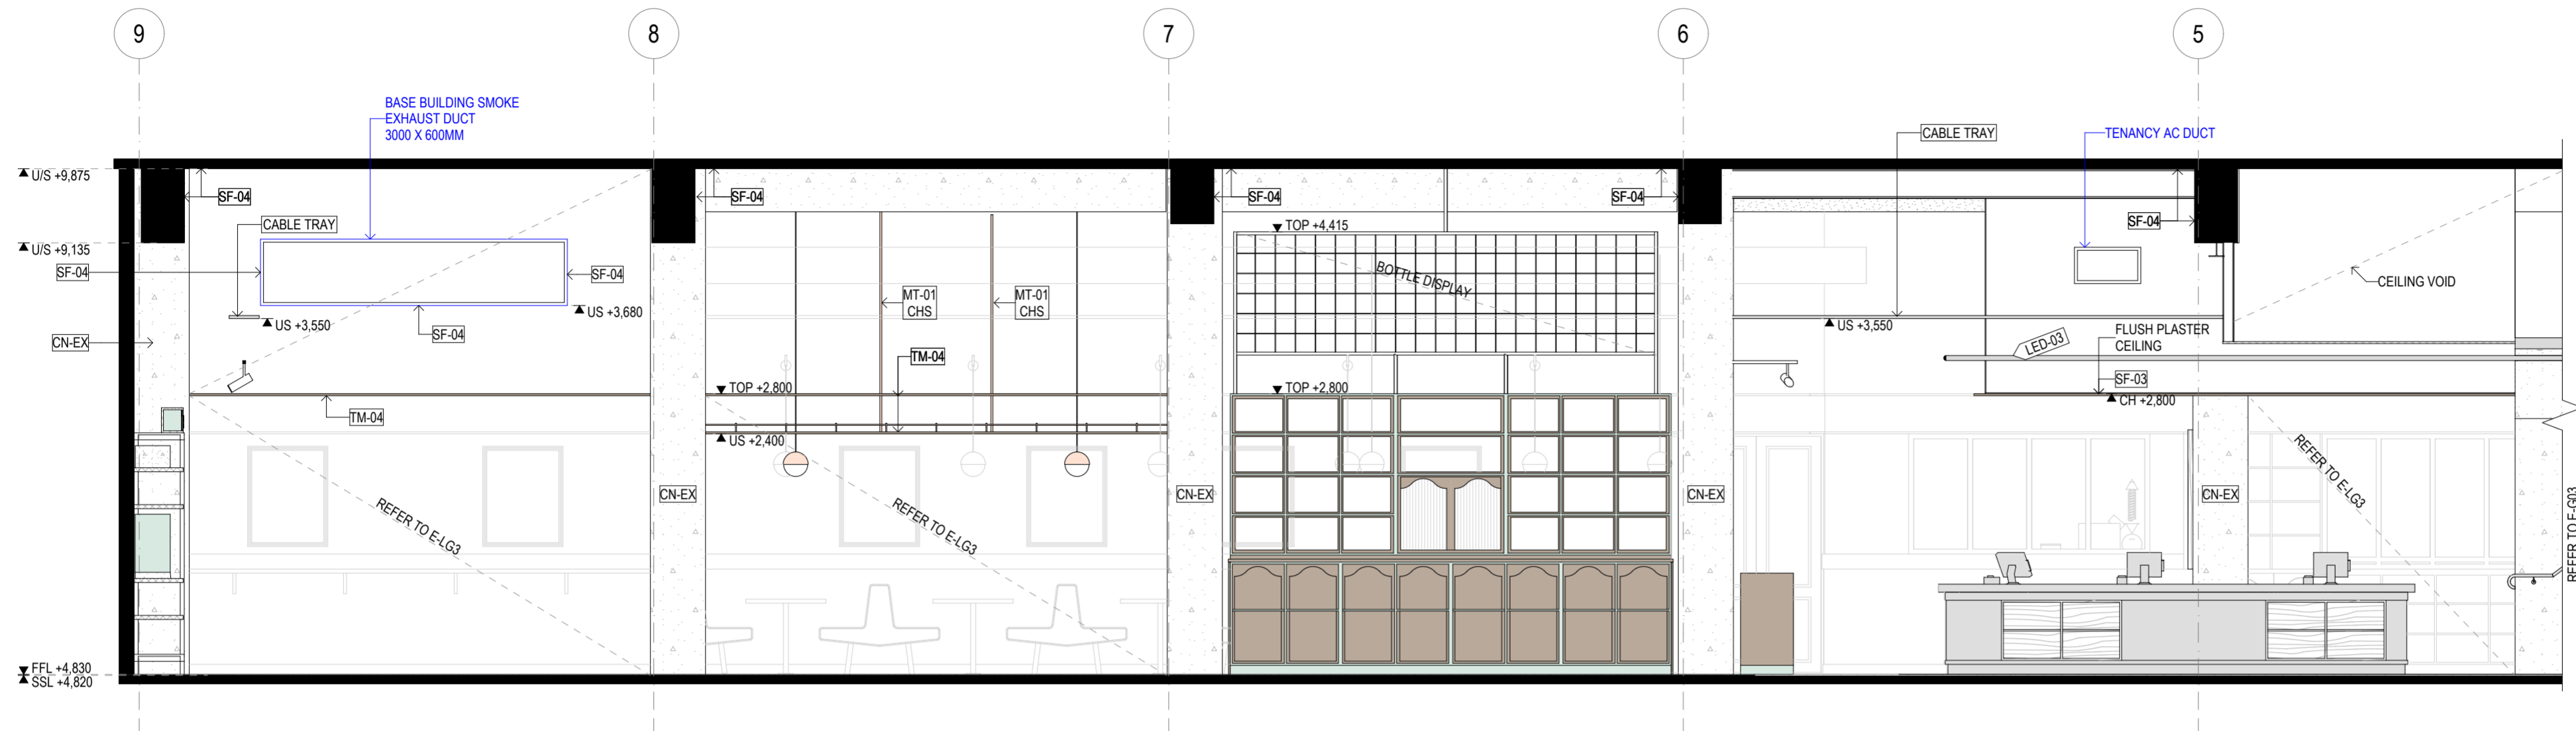 9
8
7
6
5
BASE BUILDING SMOKE
EXHAUST DUCT
3000 X 600MM
CABLE TRAY
TENANCY AC DUCT
U/S +9,875
SF-04
SF-04
SF-04
SF-04
SF-04
CABLE TRAY
TOP +4,415
U/S +9,135
SF-04
SF-04
BOTTLE DISPLAY
CEILING VOID
MT-01
CHS
MT-01
CHS
US +3,680
US +3,550
SF-04
US +3,550
CN-EX
LED-03
FLUSH PLASTER
CEILING
TM-04
SF-03
TOP +2,800
TOP +2,800
CH +2,800
TM-04
US +2,400
REFER TO E-LG3
CN-EX
REFER TO E-LG3
CN-EX
CN-EX
CN-EX
REFER TO E-LG3
REFER TO E-G03
FFL +4,830
SSL +4,820